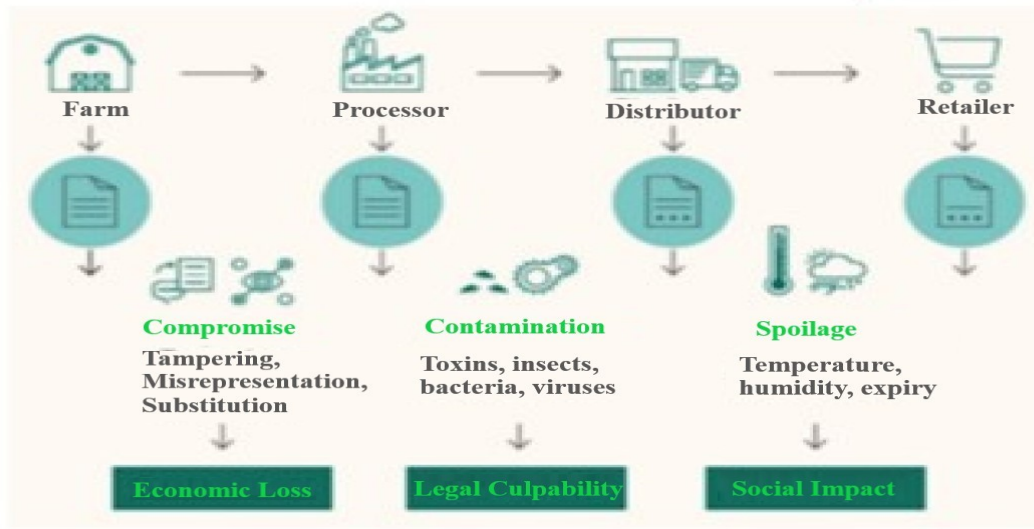 Farm
Processor
Distributor
Retailer
Compromise
Tampering,
Misrepresentation,
Substitution
Contamination
Toxins, insects,
bacteria, viruses
Spoilage
Temperature,
humidity, expiry
Economic Loss
Legal Culpability
Social Impact